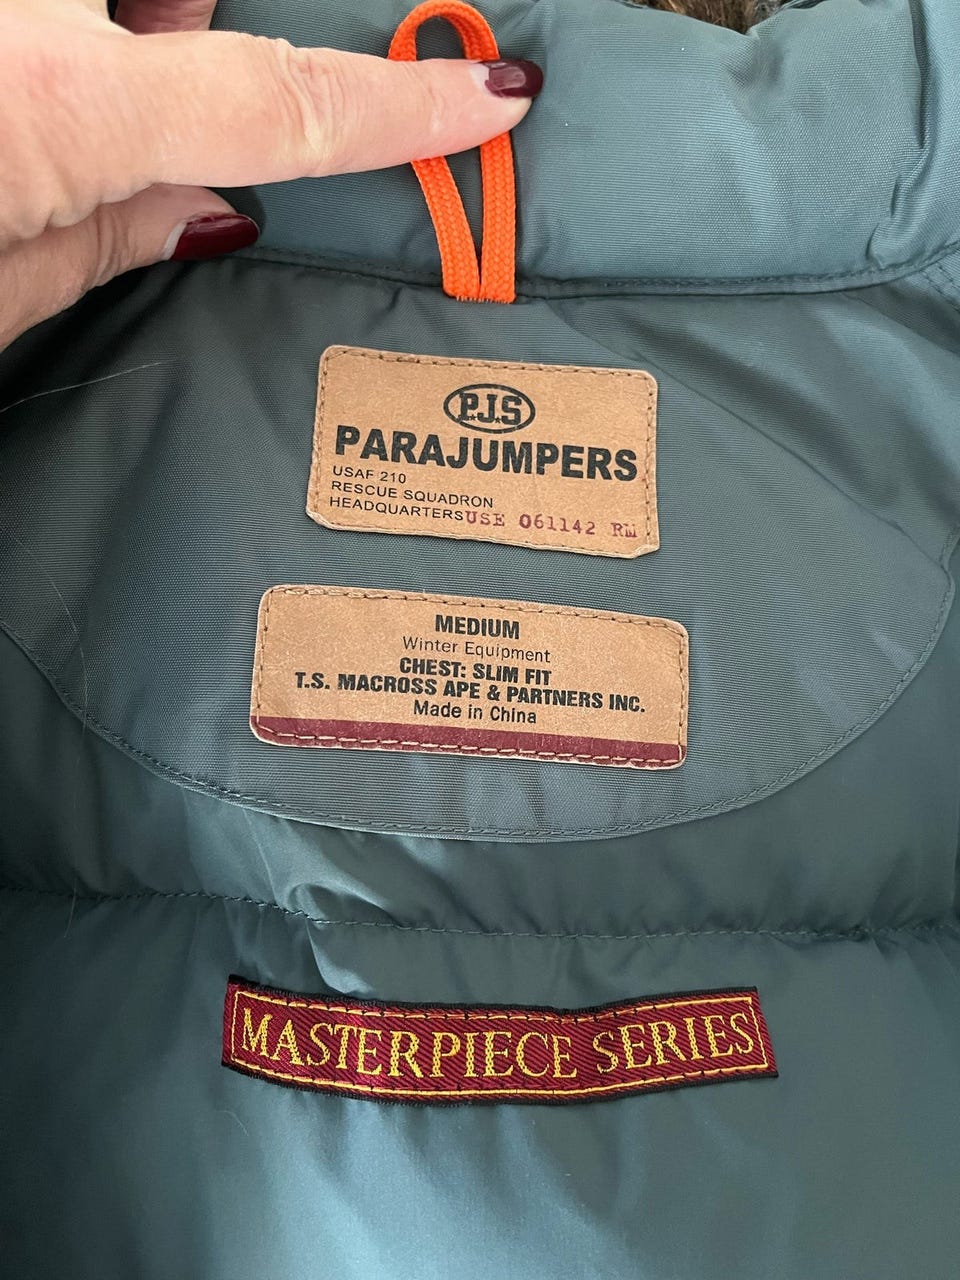 P.J.S
PARAJUMPERS
USAF 210
RESCUE SQUADRON
HEADQUARTERS USE 061142 RM
MEDIUM
Winter Equipment
CHEST: SLIM FIT
T.S. MACROSS APE & PARTNERS INC.
Made in China
MASTERPIECE SERIES